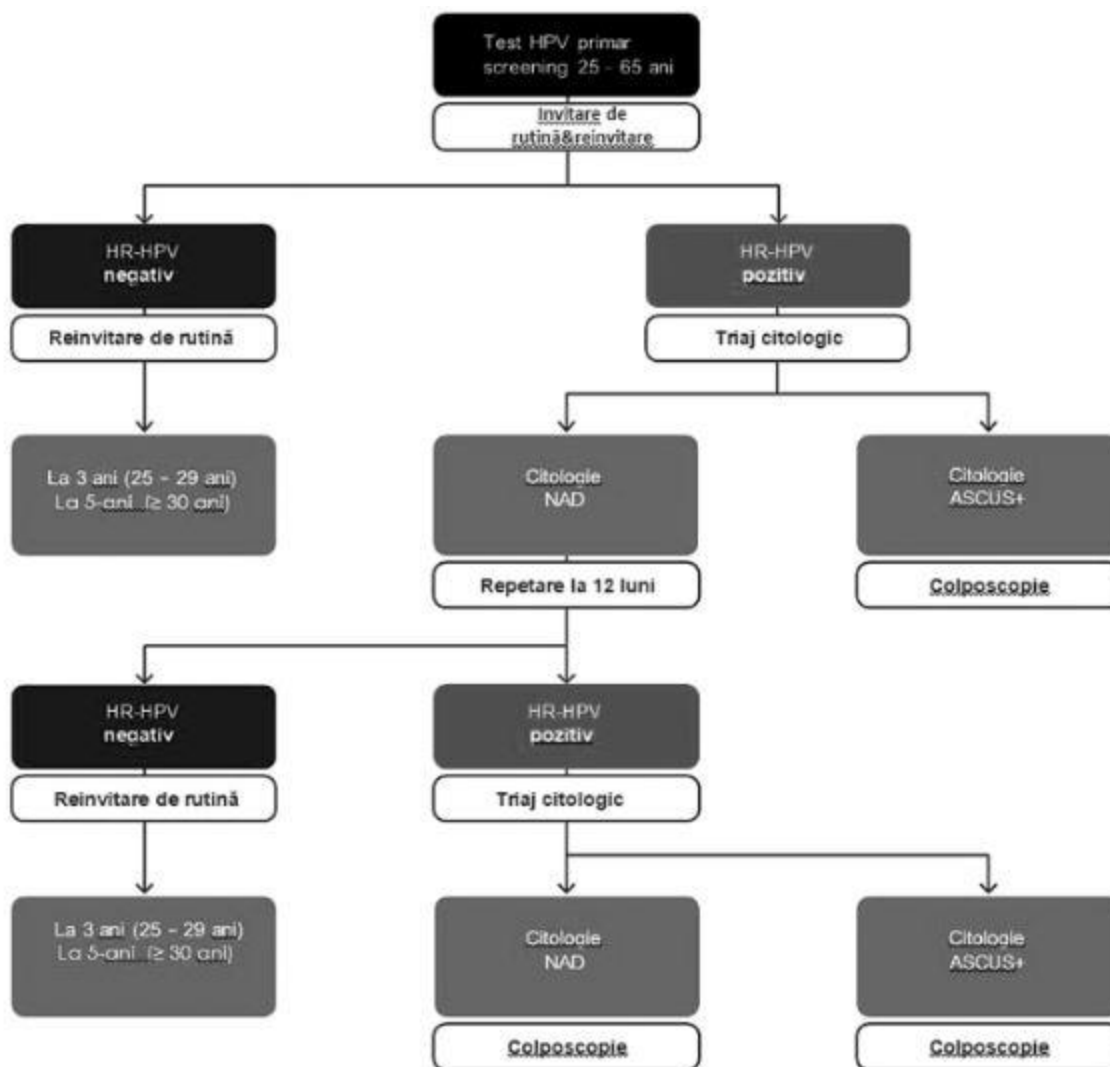 Test HPV primar
screening 25 - 65 ani
Invitare de
rutină&reinvitare
HR-HPV
negativ
Reinvitare de rutină
HR-HPV
pozitiv
Triaj citologic
La 3 ani (25 - 29 ani)
La 5-ani (≥ 30 ani)
Citologie
NAD
Repetare la 12 luni
Citologie
ASCUS+
Colposcopie
HR-HPV
negativ
Reinvitare de rutină
HR-HPV
pozitiv
Triaj citologic
La 3 ani (25 - 29 ani)
La 5-ani (≥ 30 ani)
Citologie
NAD
Colposcopie
Citologie
ASCUS+
Colposcopie